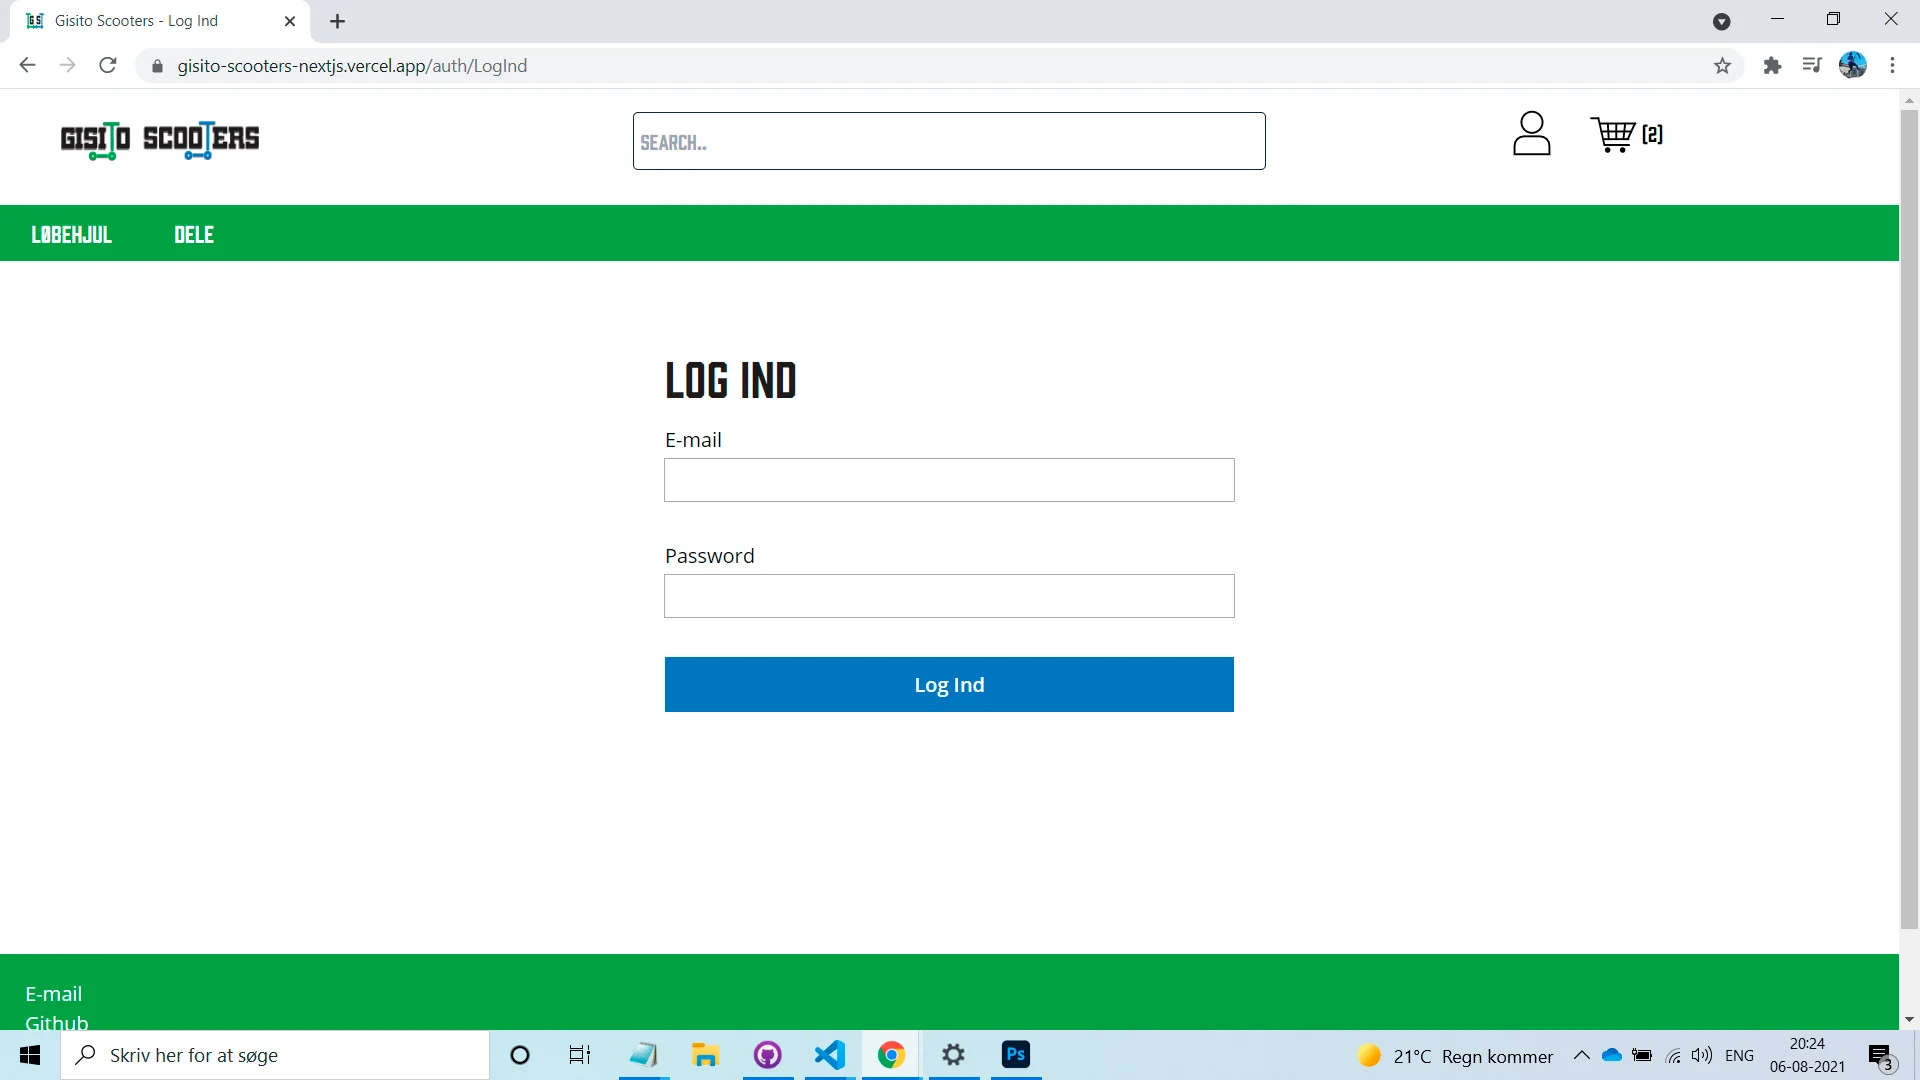 Gisito Scooters - Log Ind
gisito-scooters-nextjs.vercel.app/auth/LogInd
GISITO SCOOTERS
SEARCH..
[2]
LØBEHJUL
DELE
LOG IND
E-mail
Password
Log Ind
E-mail
Github
Skriv her for at søge
Ps
21°C Regn kommer
ENG
20:24
06-08-2021
3